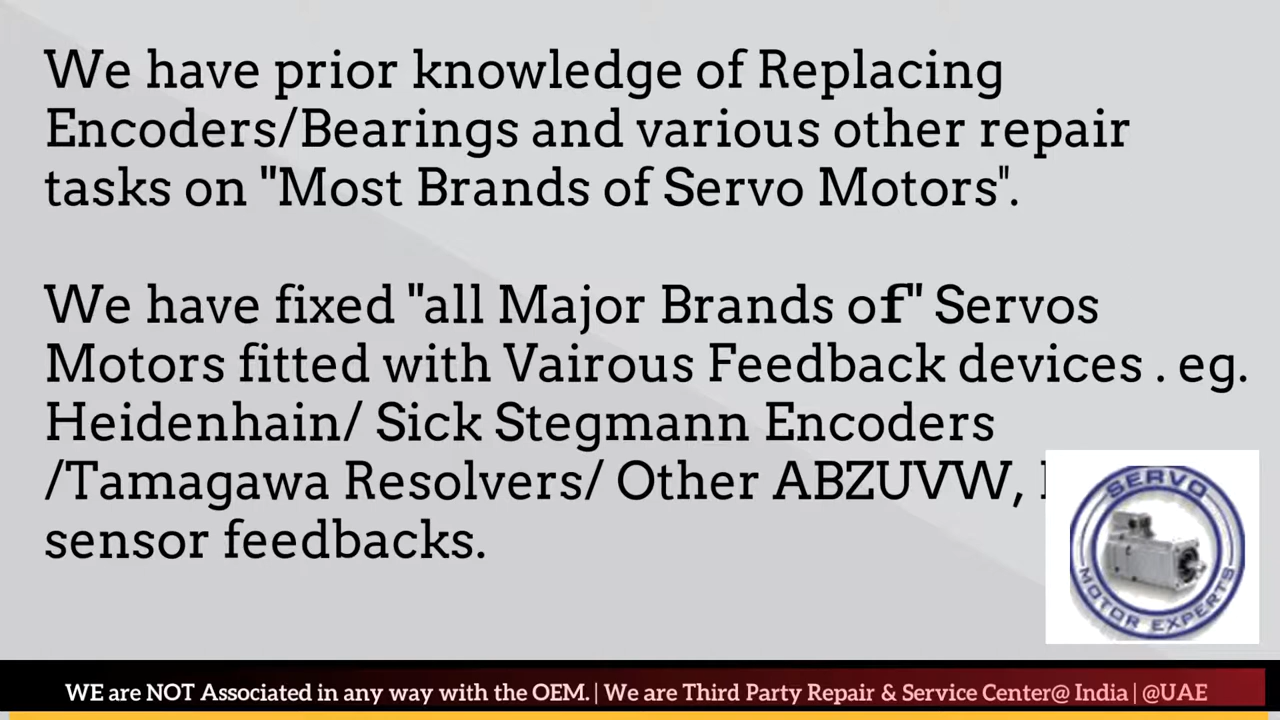 We have prior knowledge of Replacing
Encoders/Bearings and various other repair
tasks on "Most Brands of Servo Motors".
We have fixed "all Major Brands of" Servos
Motors fitted with Vairous Feedback devices . eg.
Heidenhain/ Sick Stegmann Encoders
/Tamagawa Resolvers/ Other ABZUVW,
sensor feedbacks.
SERVO
MOTOR EXPERTS
WE are NOT Associated in any way with the OEM. | We are Third Party Repair & Service Center@ India | @UAE